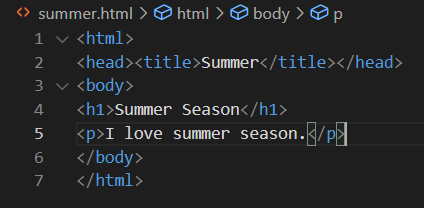 summer.html > html > body > p
1 <html>
2 <head><title>Summer</title></head>
3 <body>
4 <h1>Summer Season</h1>
5 <p>I love summer season.</p>
6 </body>
7 </html>